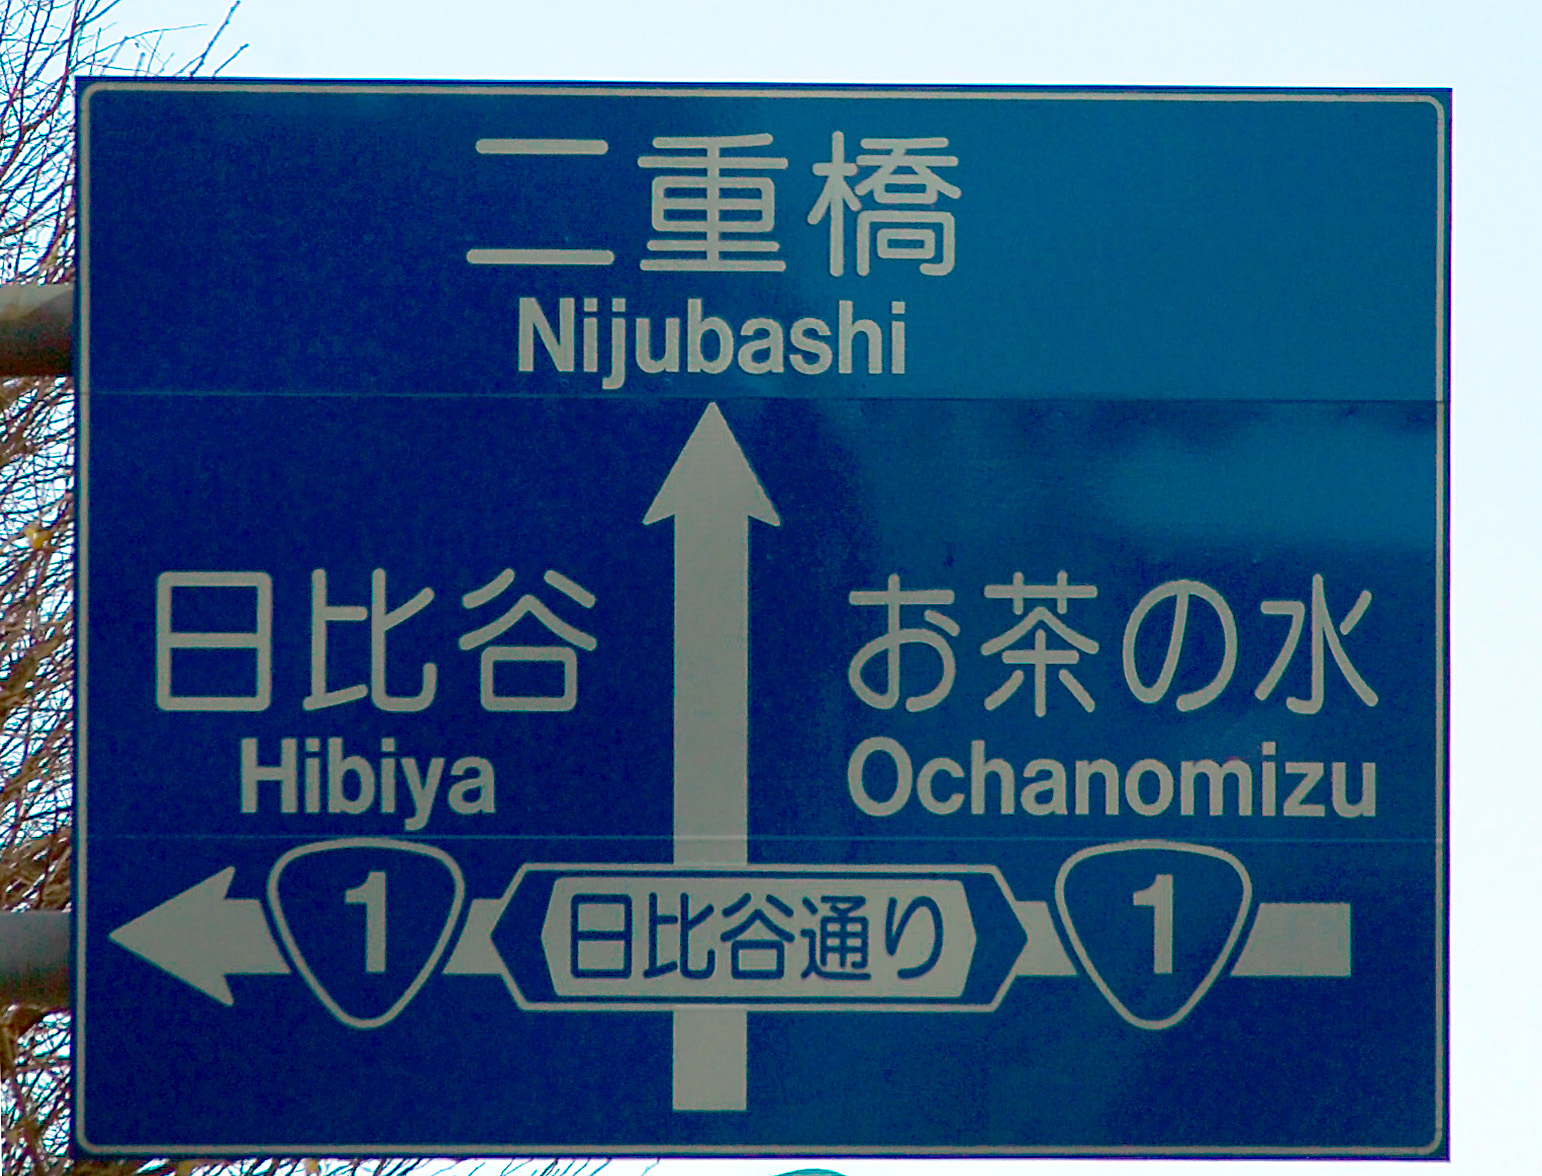 二重橋
Nijubashi
日比谷
Hibiya
お茶の水
Ochanomizu
1
日比谷通り
1